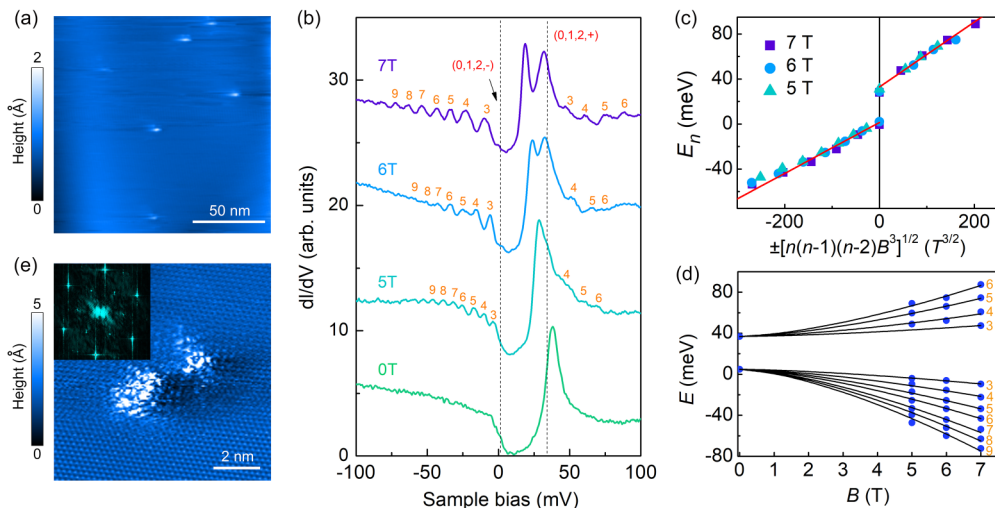 (a)
Height (Å)
2
0
50 nm
(b)
dI/dV (arb. units)
30
20
10
0
(0,1,2,-)
(0,1,2,+)
7T
9 8 7 6 5 4 3
3 4 5 6
6T
9 8 7 6 5 4 3
4 5 6
5T
9 8 7 6 5 4 3
4 5 6
0T
-100 -50 0 50 100
Sample bias (mV)
(c)
E_n (meV)
80
40
0
-40
7 T
6 T
5 T
-200 0 200
±[n(n-1)(n-2)B³]^{1/2} (T^{3/2})
(d)
E (meV)
80
40
0
-40
-80
6
5
4
3
3
4
5
6
7
8
9
0 1 2 3 4 5 6 7
B (T)
(e)
Height (Å)
5
0
2 nm